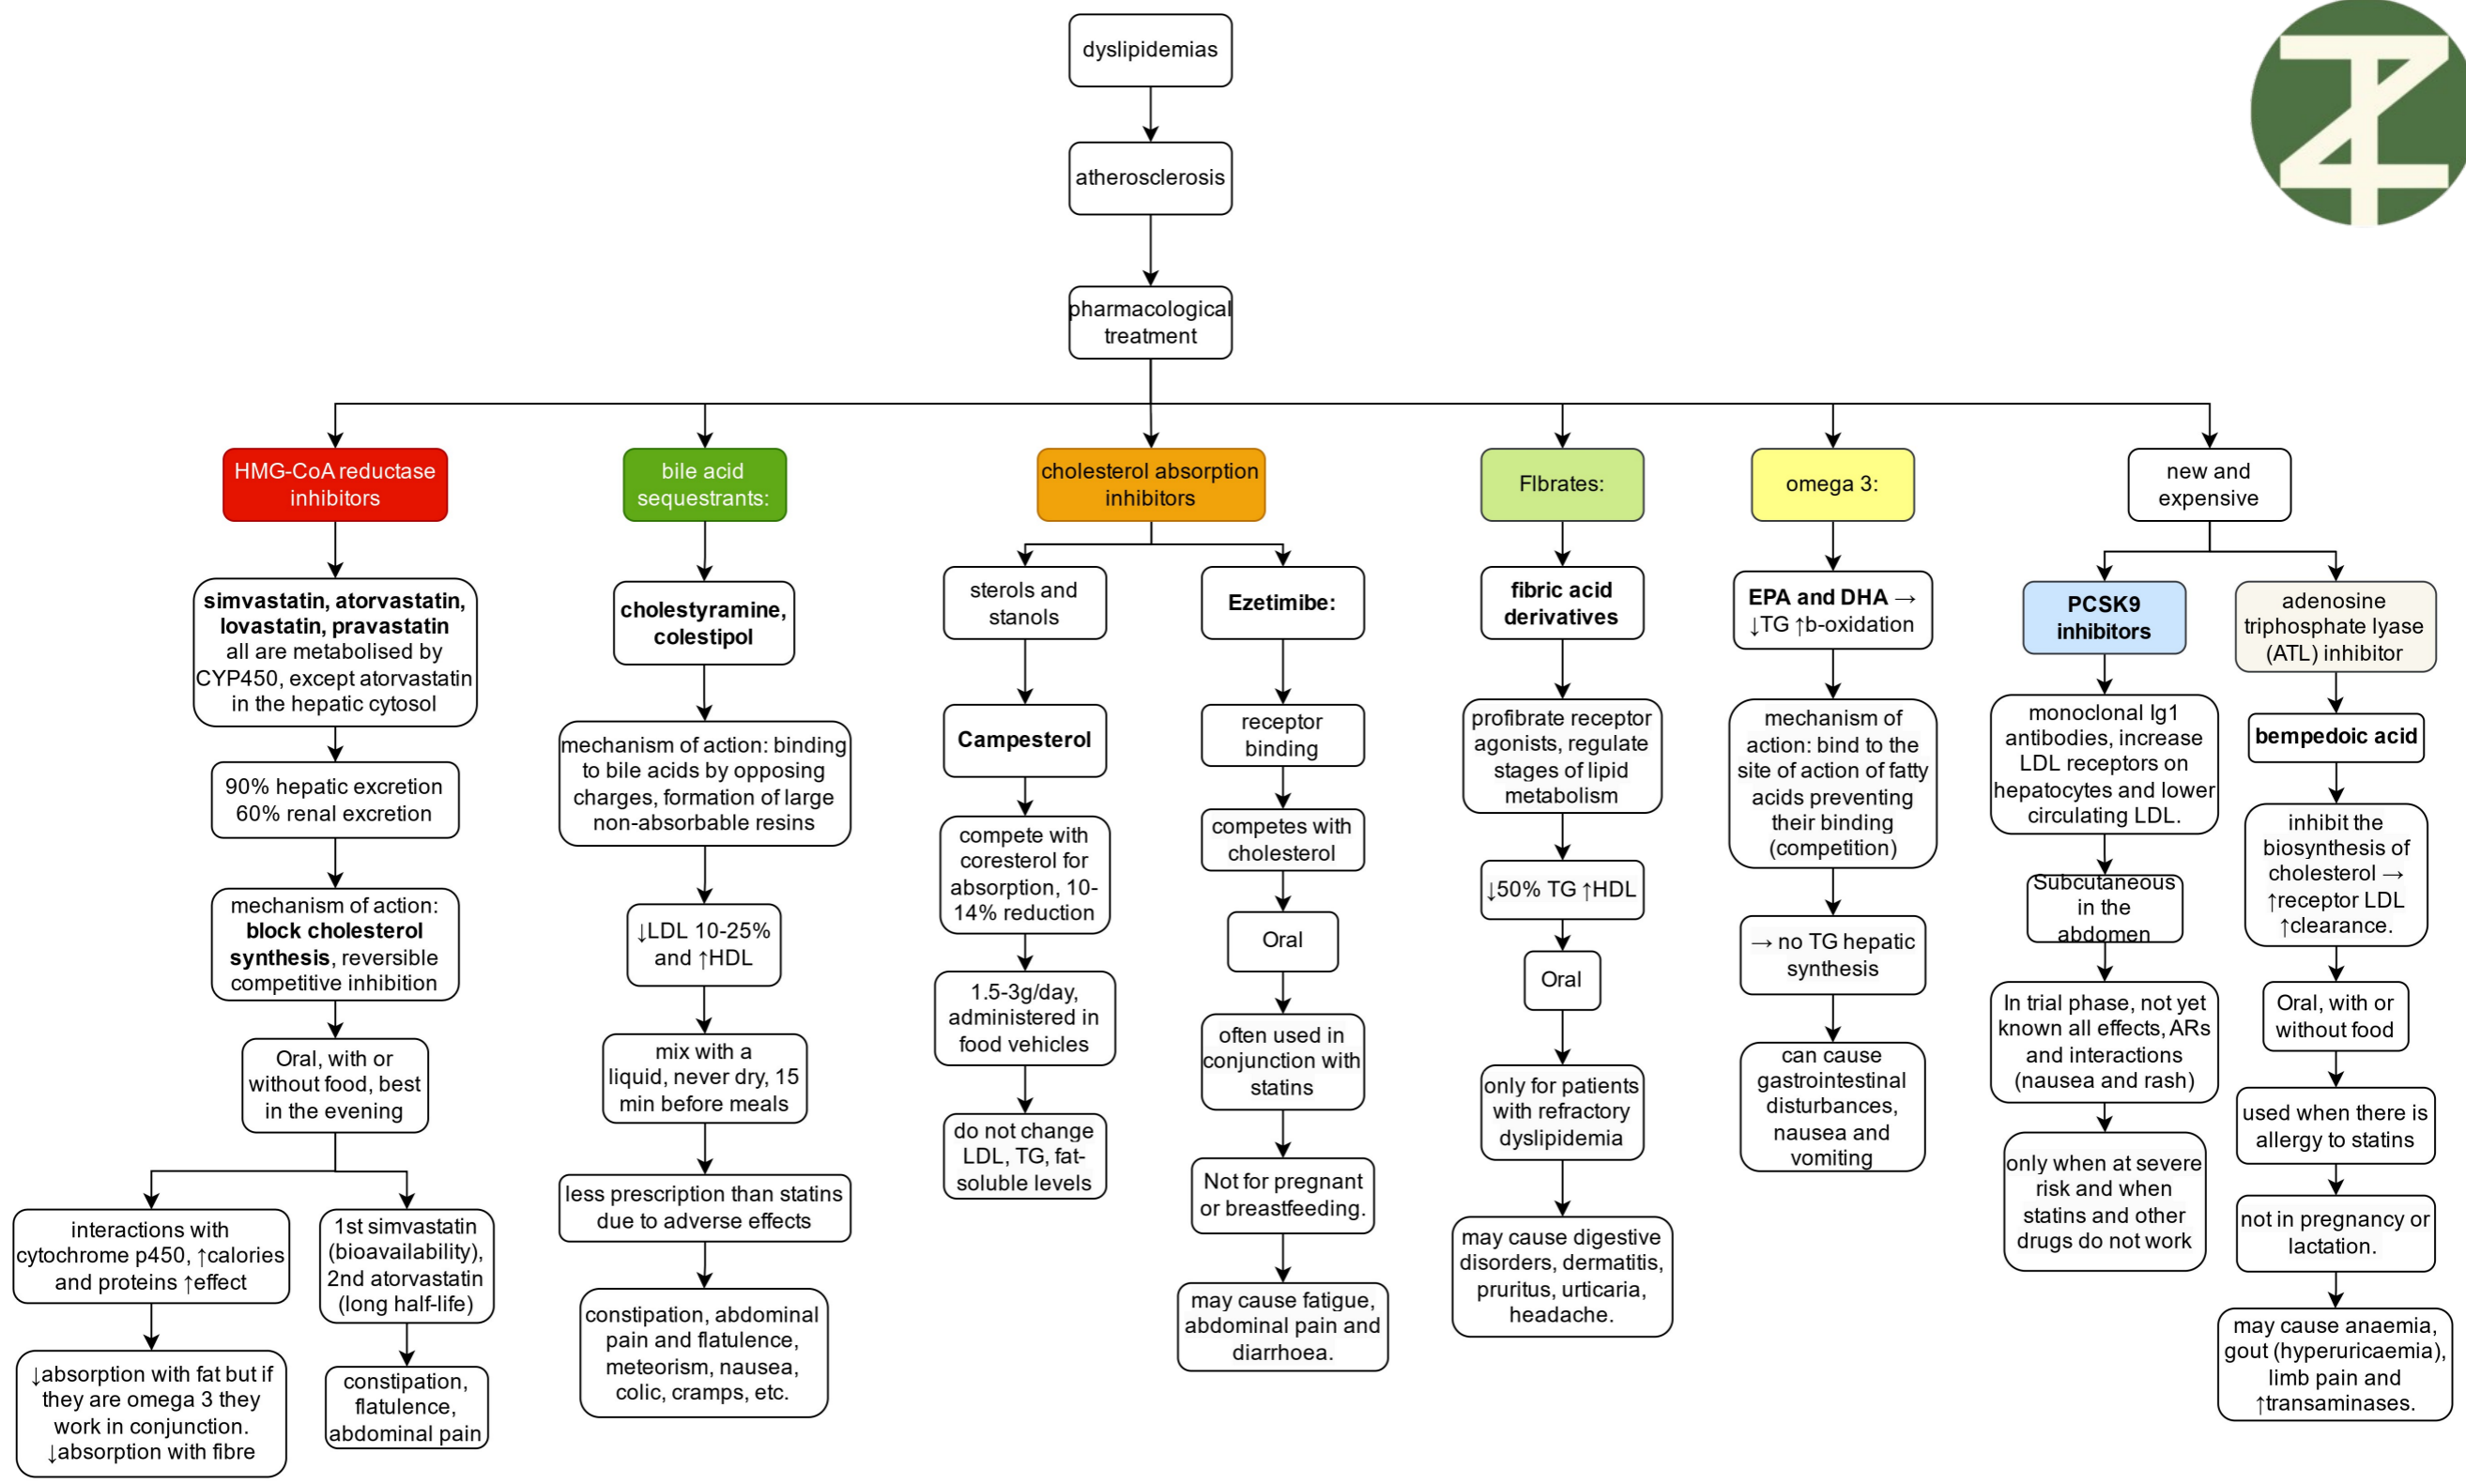 dyslipidemias
atherosclerosis
pharmacological
treatment
HMG-CoA reductase
inhibitors
simvastatin, atorvastatin,
lovastatin, pravastatin
all are metabolised by
CYP450, except atorvastatin
in the hepatic cytosol
90% hepatic excretion
60% renal excretion
mechanism of action:
block cholesterol
synthesis, reversible
competitive inhibition
Oral, with or
without food, best
in the evening
interactions with
cytochrome p450, ↑calories
and proteins ↑effect
↓absorption with fat but if
they are omega 3 they
work in conjunction.
↓absorption with fibre
1st simvastatin
(bioavailability),
2nd atorvastatin
(long half-life)
constipation,
flatulence,
abdominal pain
bile acid
sequestrants:
cholestyramine,
colestipol
mechanism of action: binding
to bile acids by opposing
charges, formation of large
non-absorbable resins
↓LDL 10-25%
and ↑HDL
mix with a
liquid, never dry, 15
min before meals
less prescription than statins
due to adverse effects
constipation, abdominal
pain and flatulence,
meteorism, nausea,
colic, cramps, etc.
cholesterol absorption
inhibitors
sterols and
stanols
Campesterol
compete with
coresterol for
absorption, 10-
14% reduction
1.5-3g/day,
administered in
food vehicles
do not change
LDL, TG, fat-
soluble levels
Ezetimibe:
receptor
binding
competes with
cholesterol
Oral
often used in
conjunction with
statins
Not for pregnant
or breastfeeding.
may cause fatigue,
abdominal pain and
diarrhoea.
FIbrates:
fibric acid
derivatives
profibrate receptor
agonists, regulate
stages of lipid
metabolism
↓50% TG ↑HDL
Oral
only for patients
with refractory
dyslipidemia
may cause digestive
disorders, dermatitis,
pruritus, urticaria,
headache.
omega 3:
EPA and DHA →
↓TG ↑b-oxidation
mechanism of
action: bind to the
site of action of fatty
acids preventing
their binding
(competition)
→ no TG hepatic
synthesis
can cause
gastrointestinal
disturbances,
nausea and
vomiting
new and
expensive
PCSK9
inhibitors
monoclonal Ig1
antibodies, increase
LDL receptors on
hepatocytes and lower
circulating LDL.
Subcutaneous
in the
abdomen
In trial phase, not yet
known all effects, ARs
and interactions
(nausea and rash)
only when at severe
risk and when
statins and other
drugs do not work
adenosine
triphosphate lyase
(ATL) inhibitor
bempedoic acid
inhibit the
biosynthesis of
cholesterol →
↑receptor LDL
↑clearance.
Oral, with or
without food
used when there is
allergy to statins
not in pregnancy or
lactation.
may cause anaemia,
gout (hyperuricaemia),
limb pain and
↑transaminases.